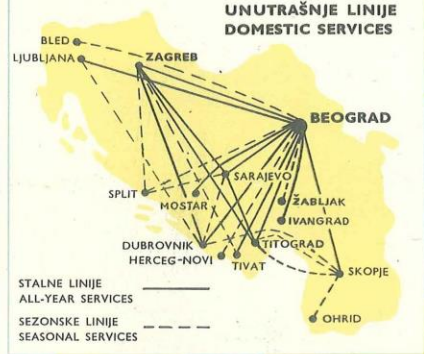 UNUTRAŠNJE LINIJE
DOMESTIC SERVICES
BLED
LJUBLJANA
ZAGREB
BEOGRAD
SARAJEVO
SPLIT
MOSTAR
ŽABLJAK
IVANGRAD
DUBROVNIK
TITOGRAD
HERCEG-NOVI
TIVAT
SKOPJE
STALNE LINIJE
ALL-YEAR SERVICES
SEZONSKE LINIJE
SEASONAL SERVICES
OHRID